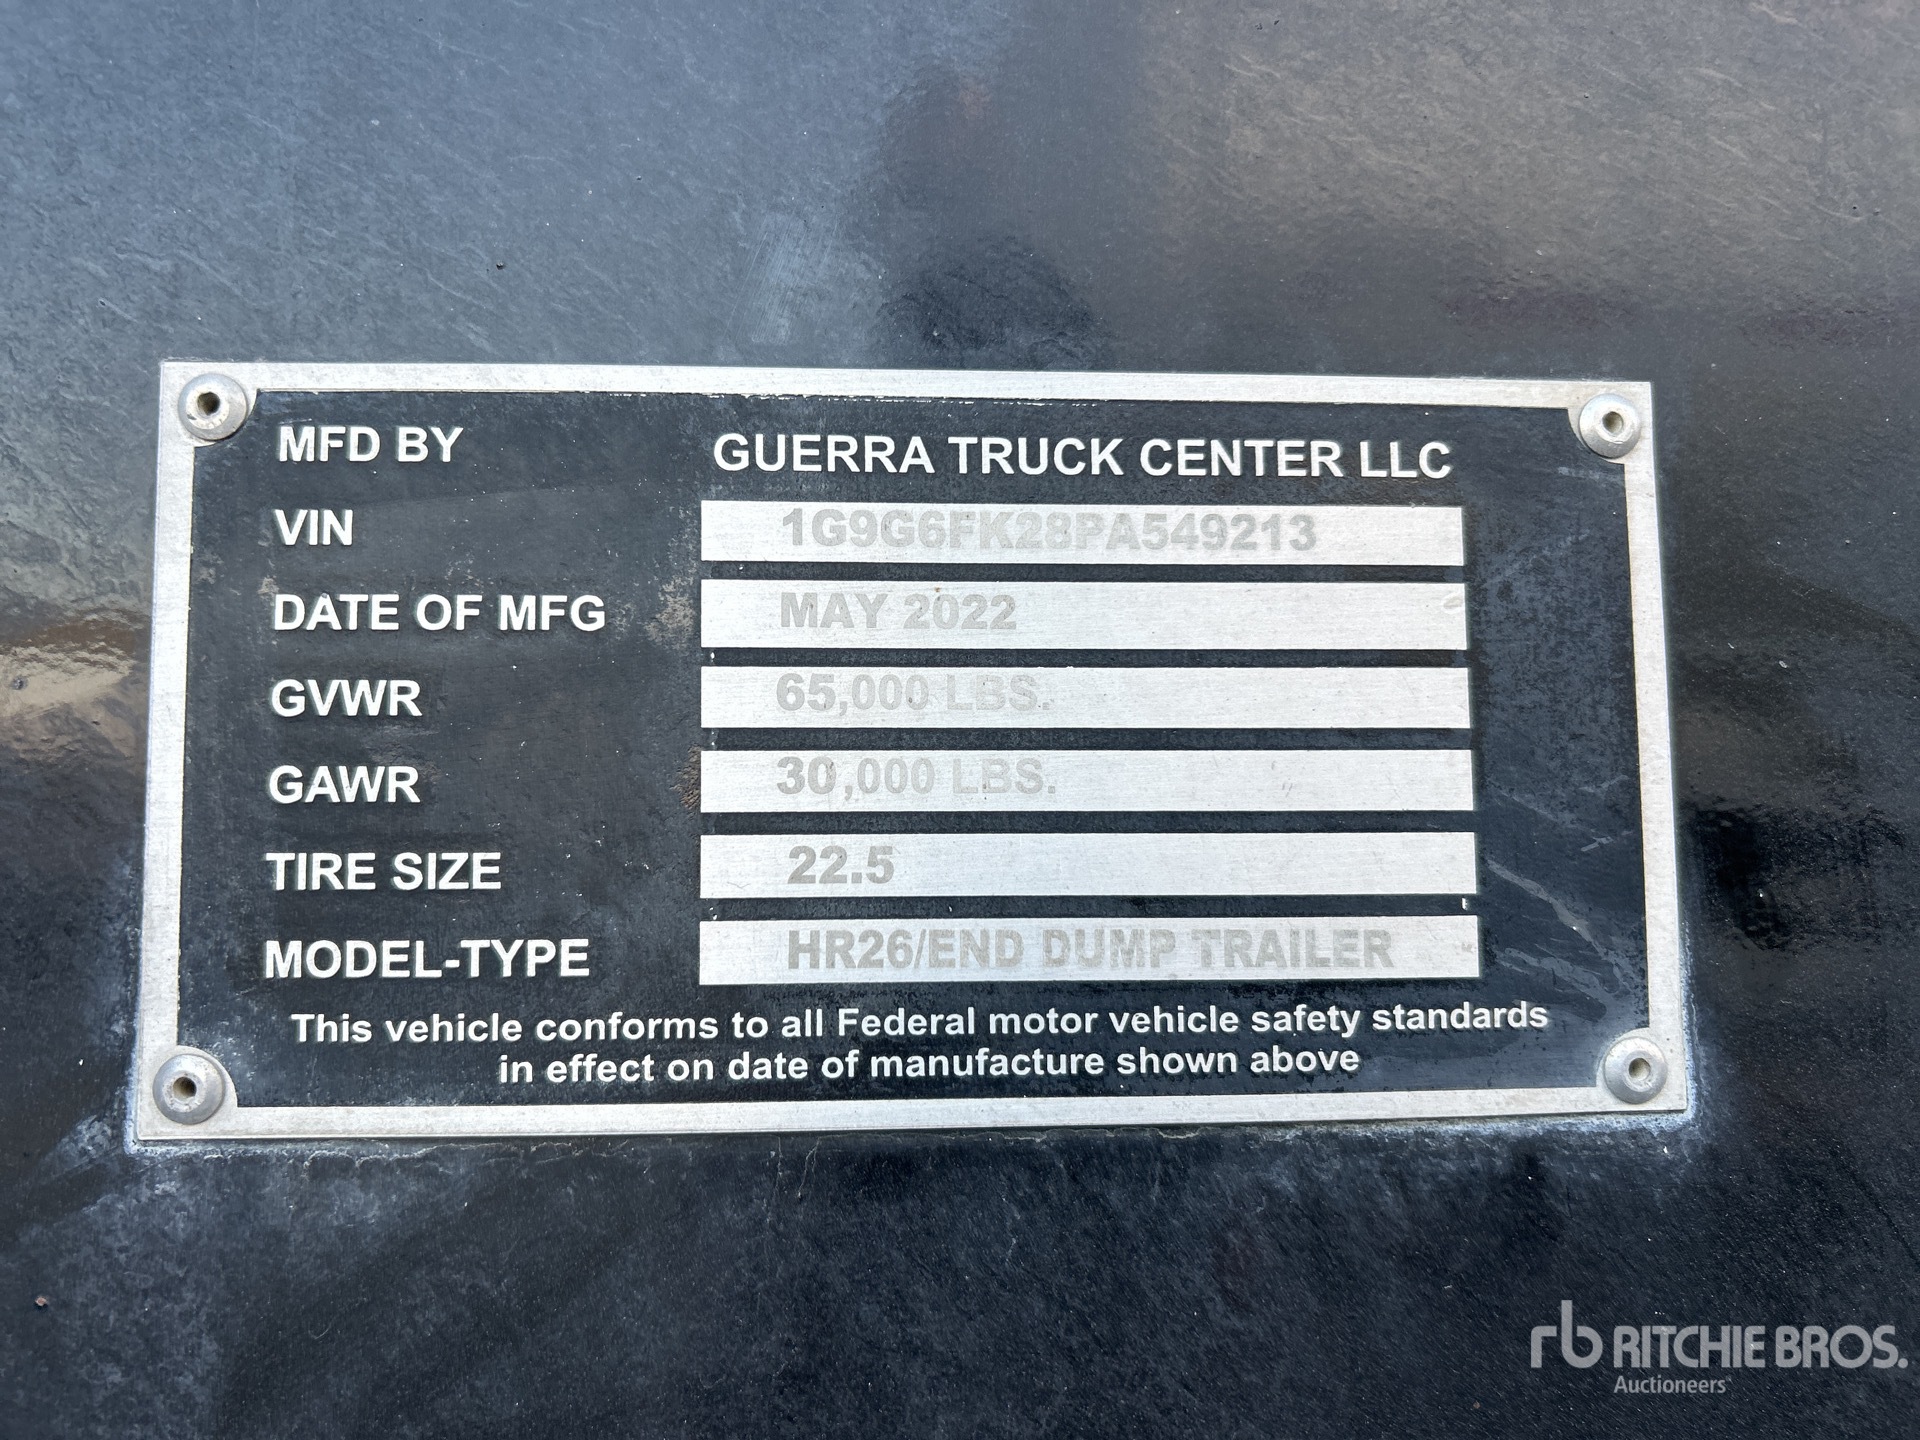 MFD BY GUERRA TRUCK CENTER LLC
VIN 1G9G6FK28PA549213
DATE OF MFG MAY 2022
GVWR 65,000 LBS.
GAWR 30,000 LBS.
TIRE SIZE 22.5
MODEL-TYPE HR26/END DUMP TRAILER
This vehicle conforms to all Federal motor vehicle safety standards
in effect on date of manufacture shown above
rb RITCHIE BROS.
Auctioneers